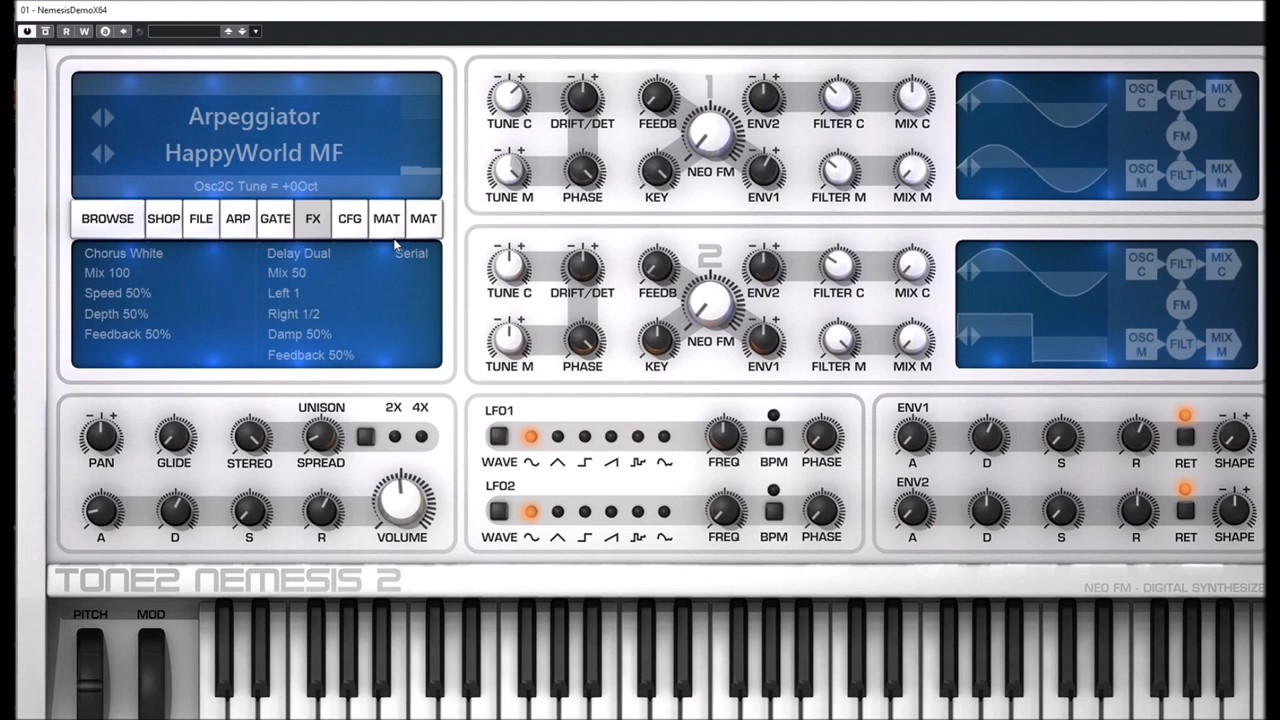 01 - NemesisDemoX64
R W a
Arpeggiator
HappyWorld MF
Osc2C Tune = +0Oct
BROWSE SHOP FILE ARP GATE FX CFG MAT MAT
Chorus White Delay Dual Serial
Mix 100 Mix 50
Speed 50% Left 1
Depth 50% Right 1/2
Feedback 50% Damp 50%
Feedback 50%
1
- + - + - +
TUNE C DRIFT/DET FEEDB ENV2 FILTER C MIX C
NEO FM
TUNE M PHASE KEY ENV1 FILTER M MIX M
OSC C FILT MIX C
FM
OSC M FILT MIX M
2
- + - + - +
TUNE C DRIFT/DET FEEDB ENV2 FILTER C MIX C
NEO FM
TUNE M PHASE KEY ENV1 FILTER M MIX M
OSC C FILT MIX C
FM
OSC M FILT MIX M
UNISON 2X 4X
- +
PAN GLIDE STEREO SPREAD
A D S R VOLUME
LFO1
WAVE FREQ BPM PHASE
LFO2
WAVE FREQ BPM PHASE
ENV1
- +
A D S R RET SHAPE
ENV2
- +
A D S R RET SHAPE
TONE2 NEMESIS 2
NEO FM - DIGITAL SYNTHESIZE
PITCH MOD